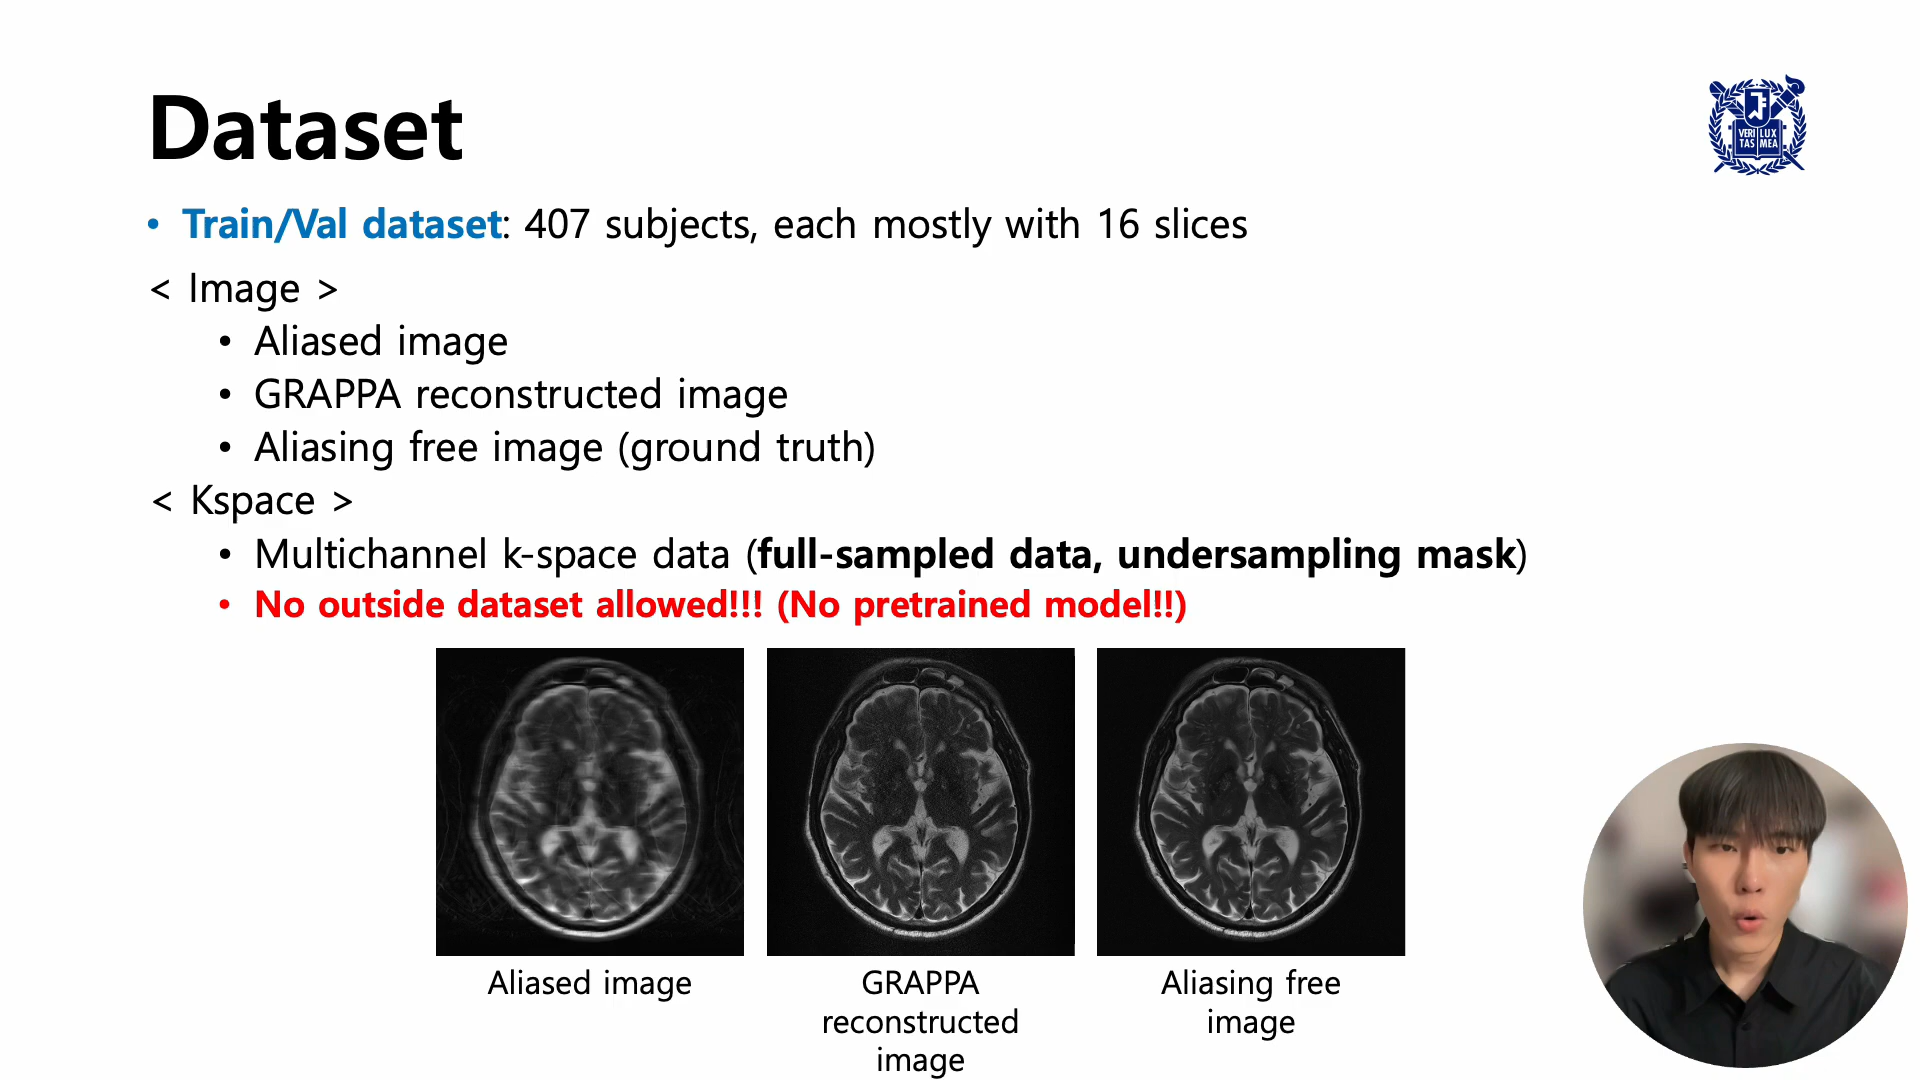 Dataset
VERI LUX
TAS MEA
• Train/Val dataset: 407 subjects, each mostly with 16 slices
< Image >
• Aliased image
• GRAPPA reconstructed image
• Aliasing free image (ground truth)
< Kspace >
• Multichannel k-space data (full-sampled data, undersampling mask)
• No outside dataset allowed!!! (No pretrained model!!)
Aliased image
GRAPPA
reconstructed
image
Aliasing free
image